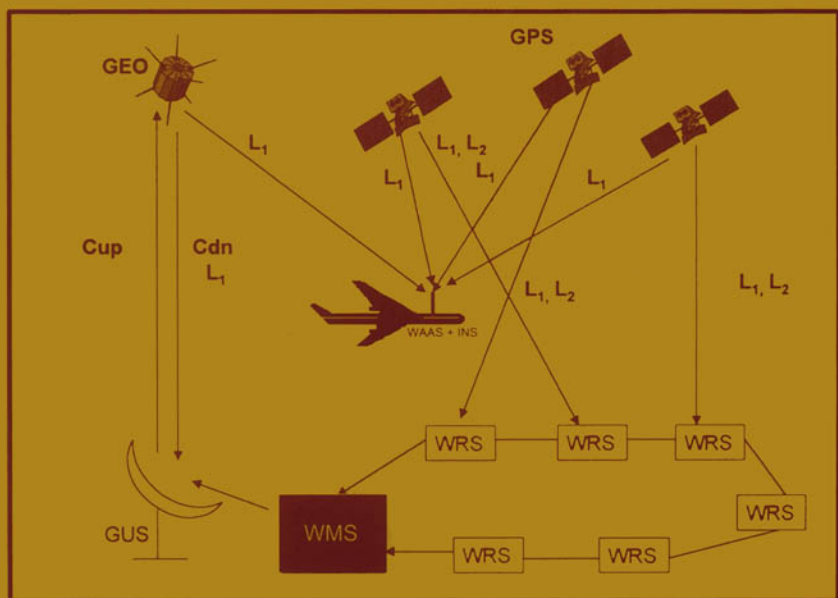 GPS
GEO
L₁
L₁, L₂
L₁
L₁
L₁
Cup
Cdn
L₁
L₁, L₂
L₁, L₂
WAAS + INS
WRS
WRS
WRS
WRS
GUS
WMS
WRS
WRS